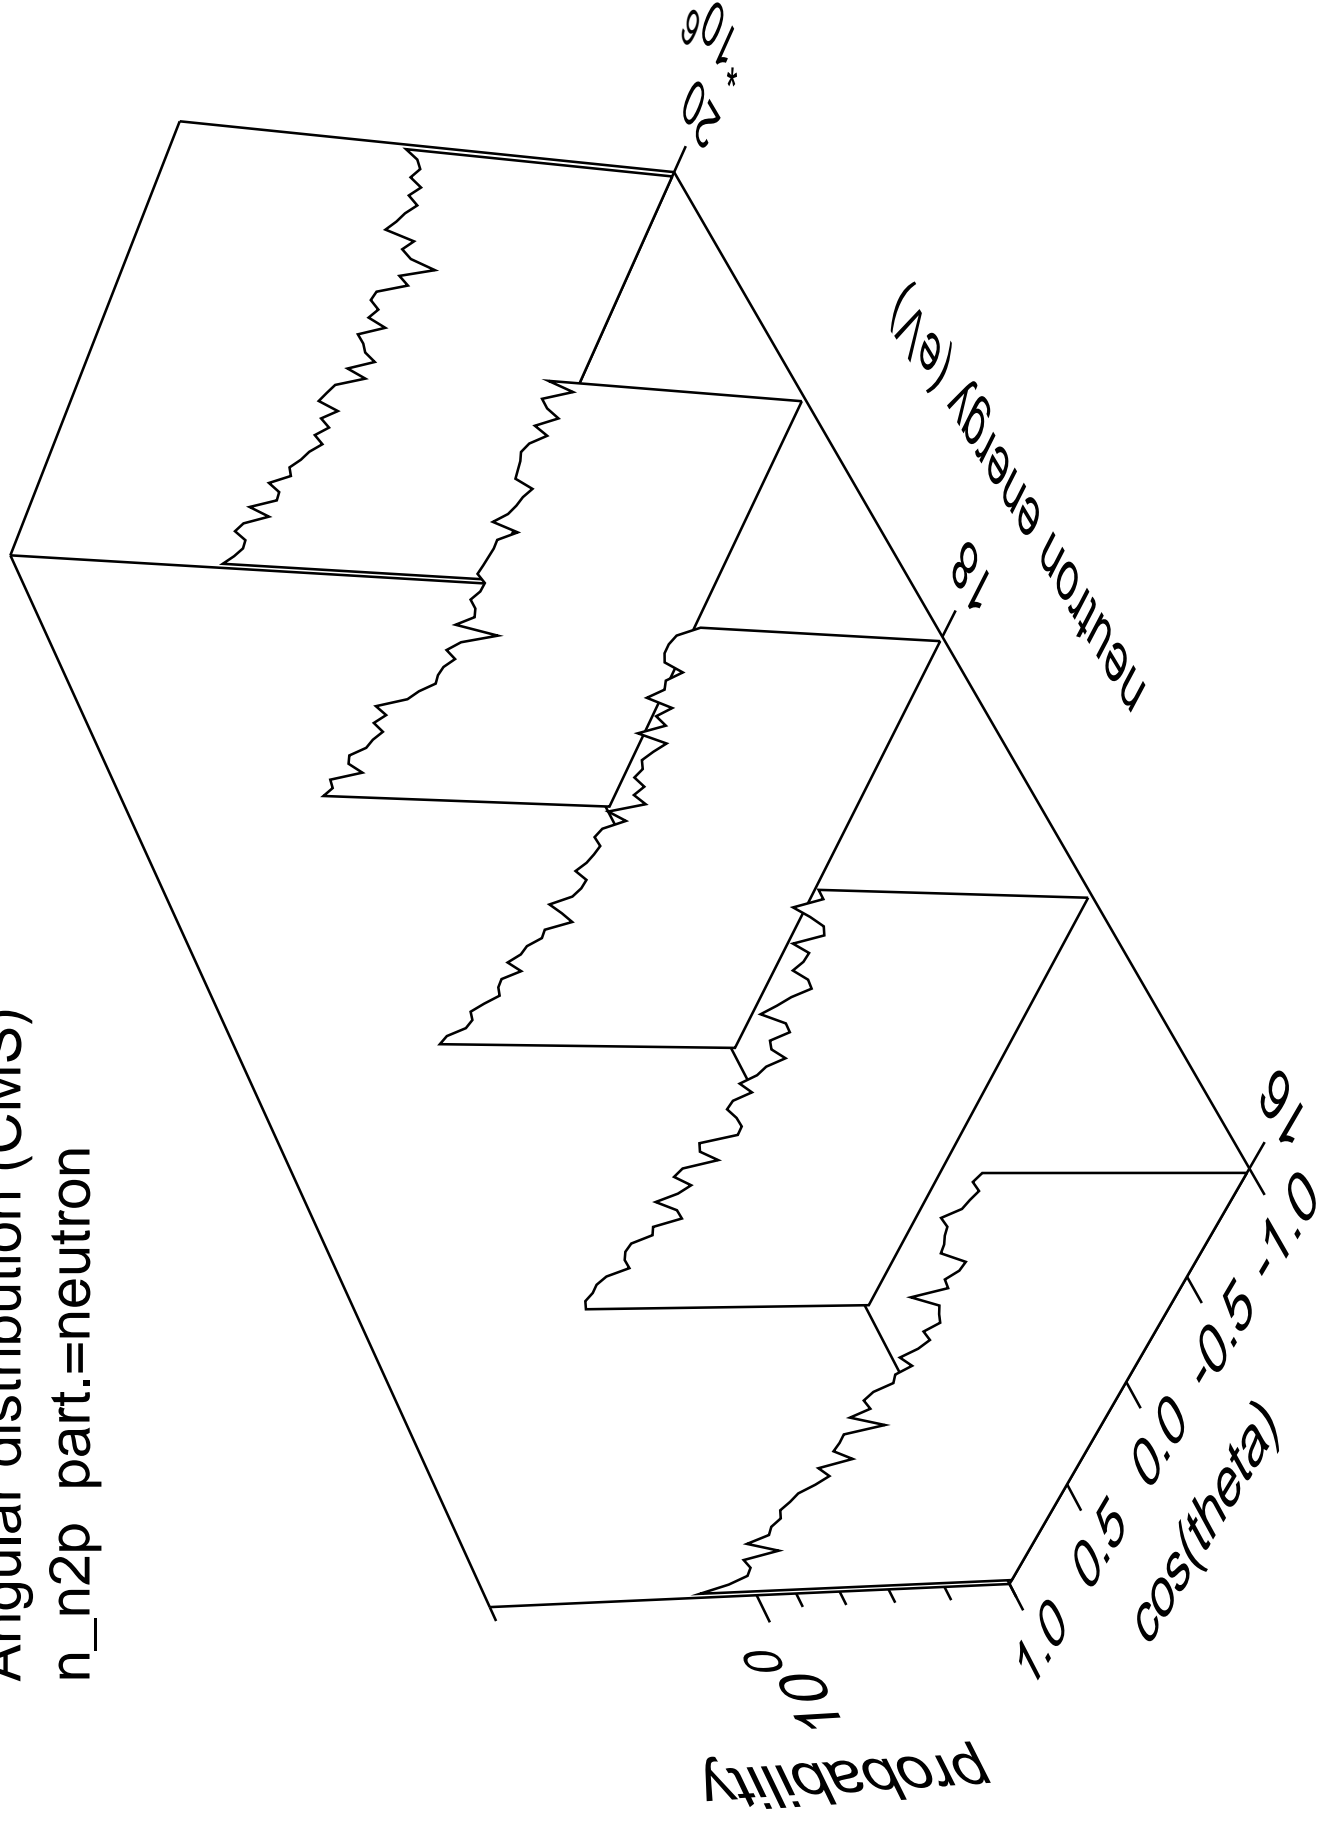 Angular distribution (CMS)
n_n2p part.=neutron
probability
10 0
1.0 0.5 0.0 -0.5 -1.0
cos(theta)
16 18 20
* 10 6
neutron energy (eV)